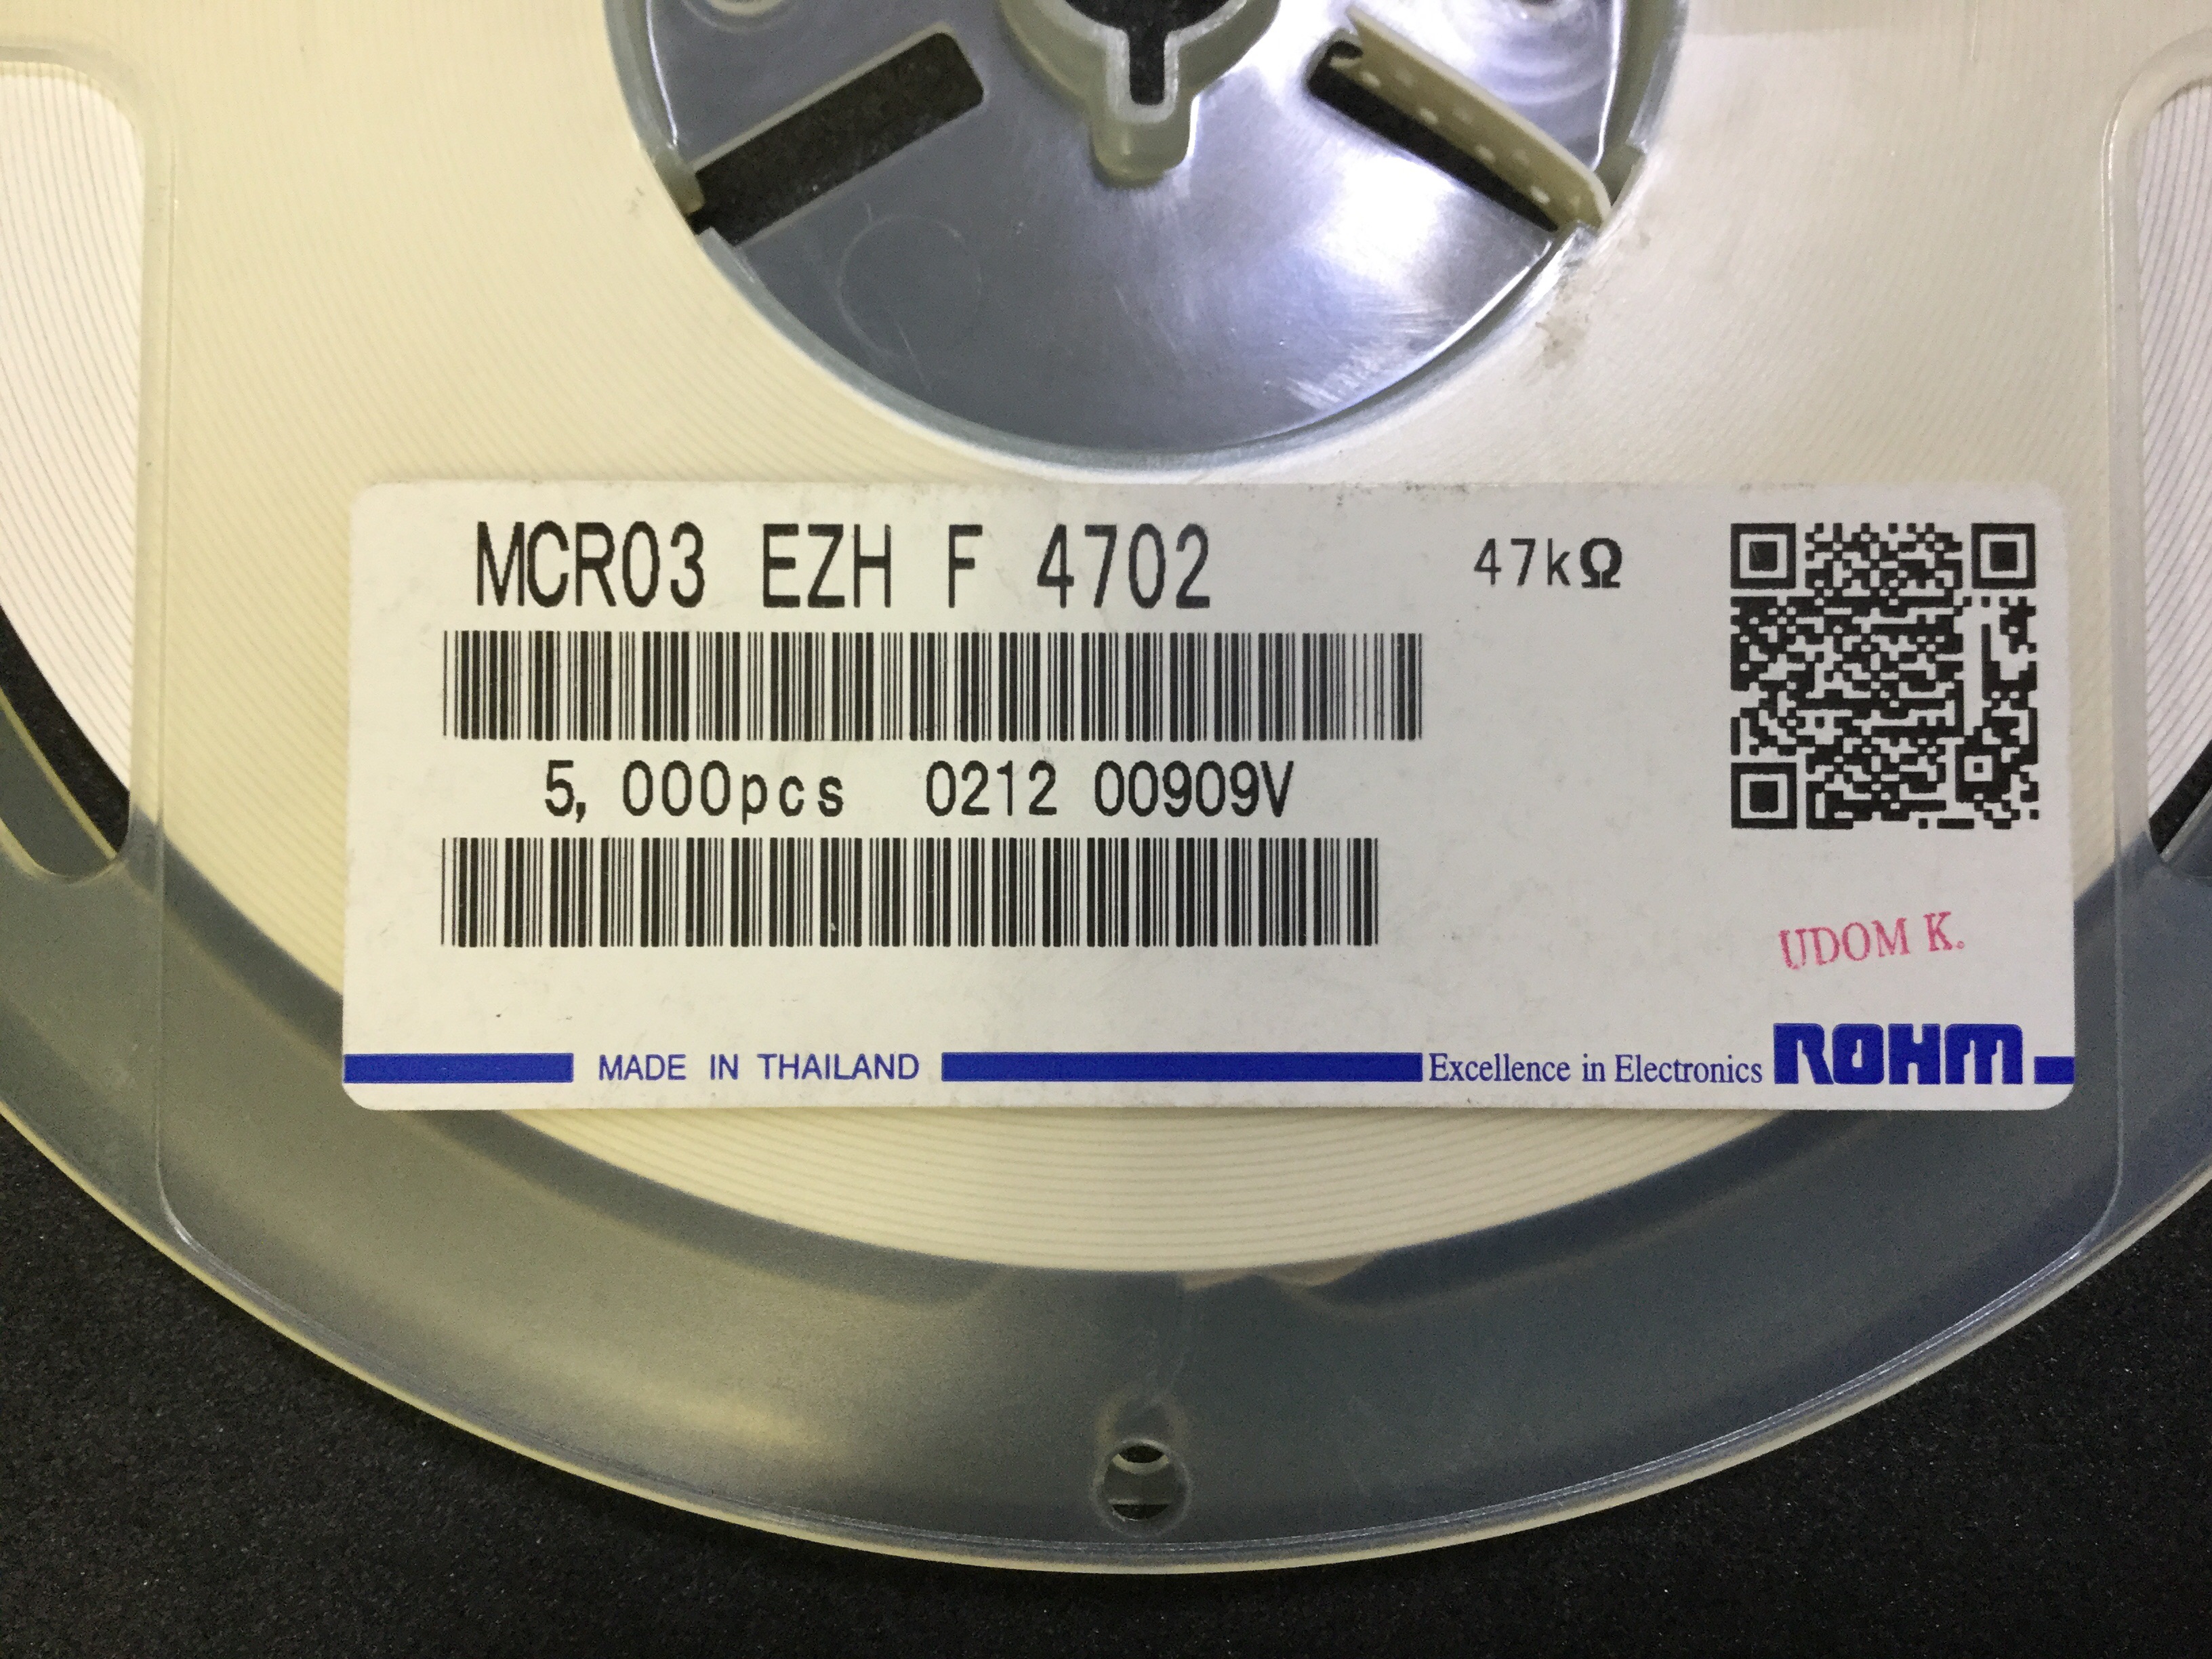 MCR03 EZH F 4702 47kΩ
5,000pcs 0212 00909V
UDOM K.
MADE IN THAILAND Excellence in Electronics ROHM